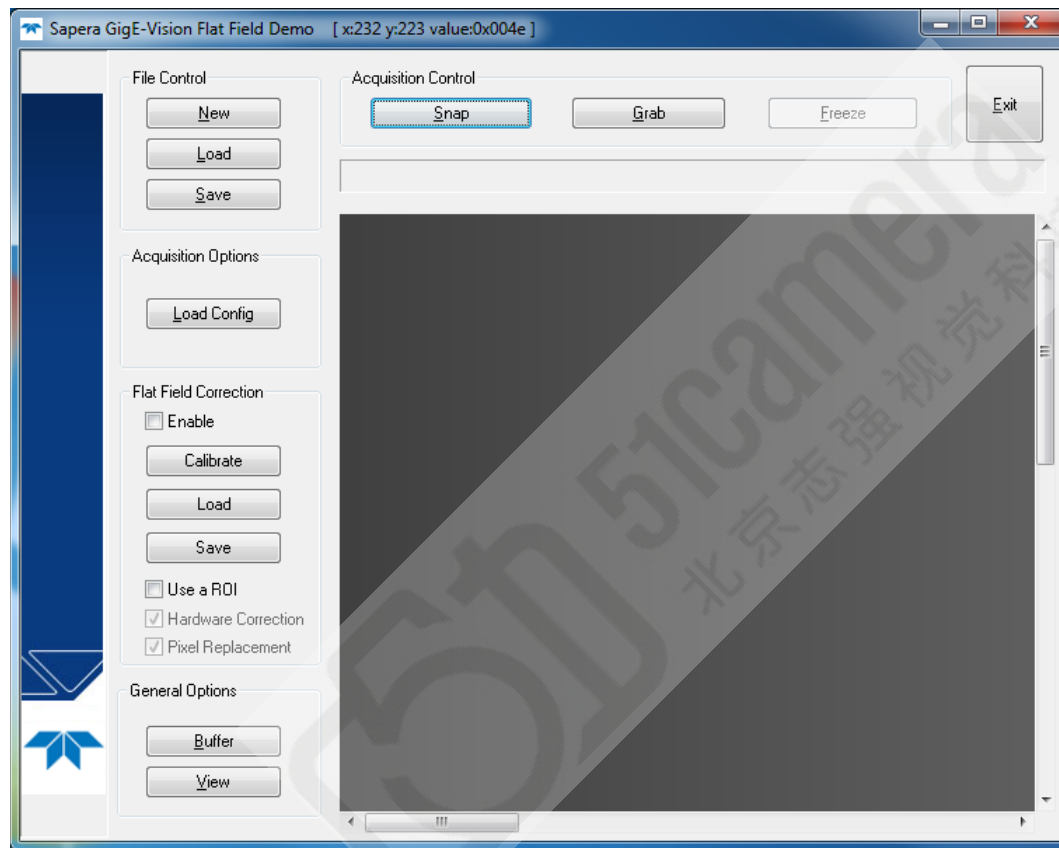 Sapera GigE-Vision Flat Field Demo [ x:232 y:223 value:0x004e ]
File Control
New
Load
Save
Acquisition Control
Snap
Grab
Freeze
Exit
Acquisition Options
Load Config
Flat Field Correction
Enable
Calibrate
Load
Save
Use a ROI
Hardware Correction
Pixel Replacement
General Options
Buffer
View
51camera
北京志强视觉科